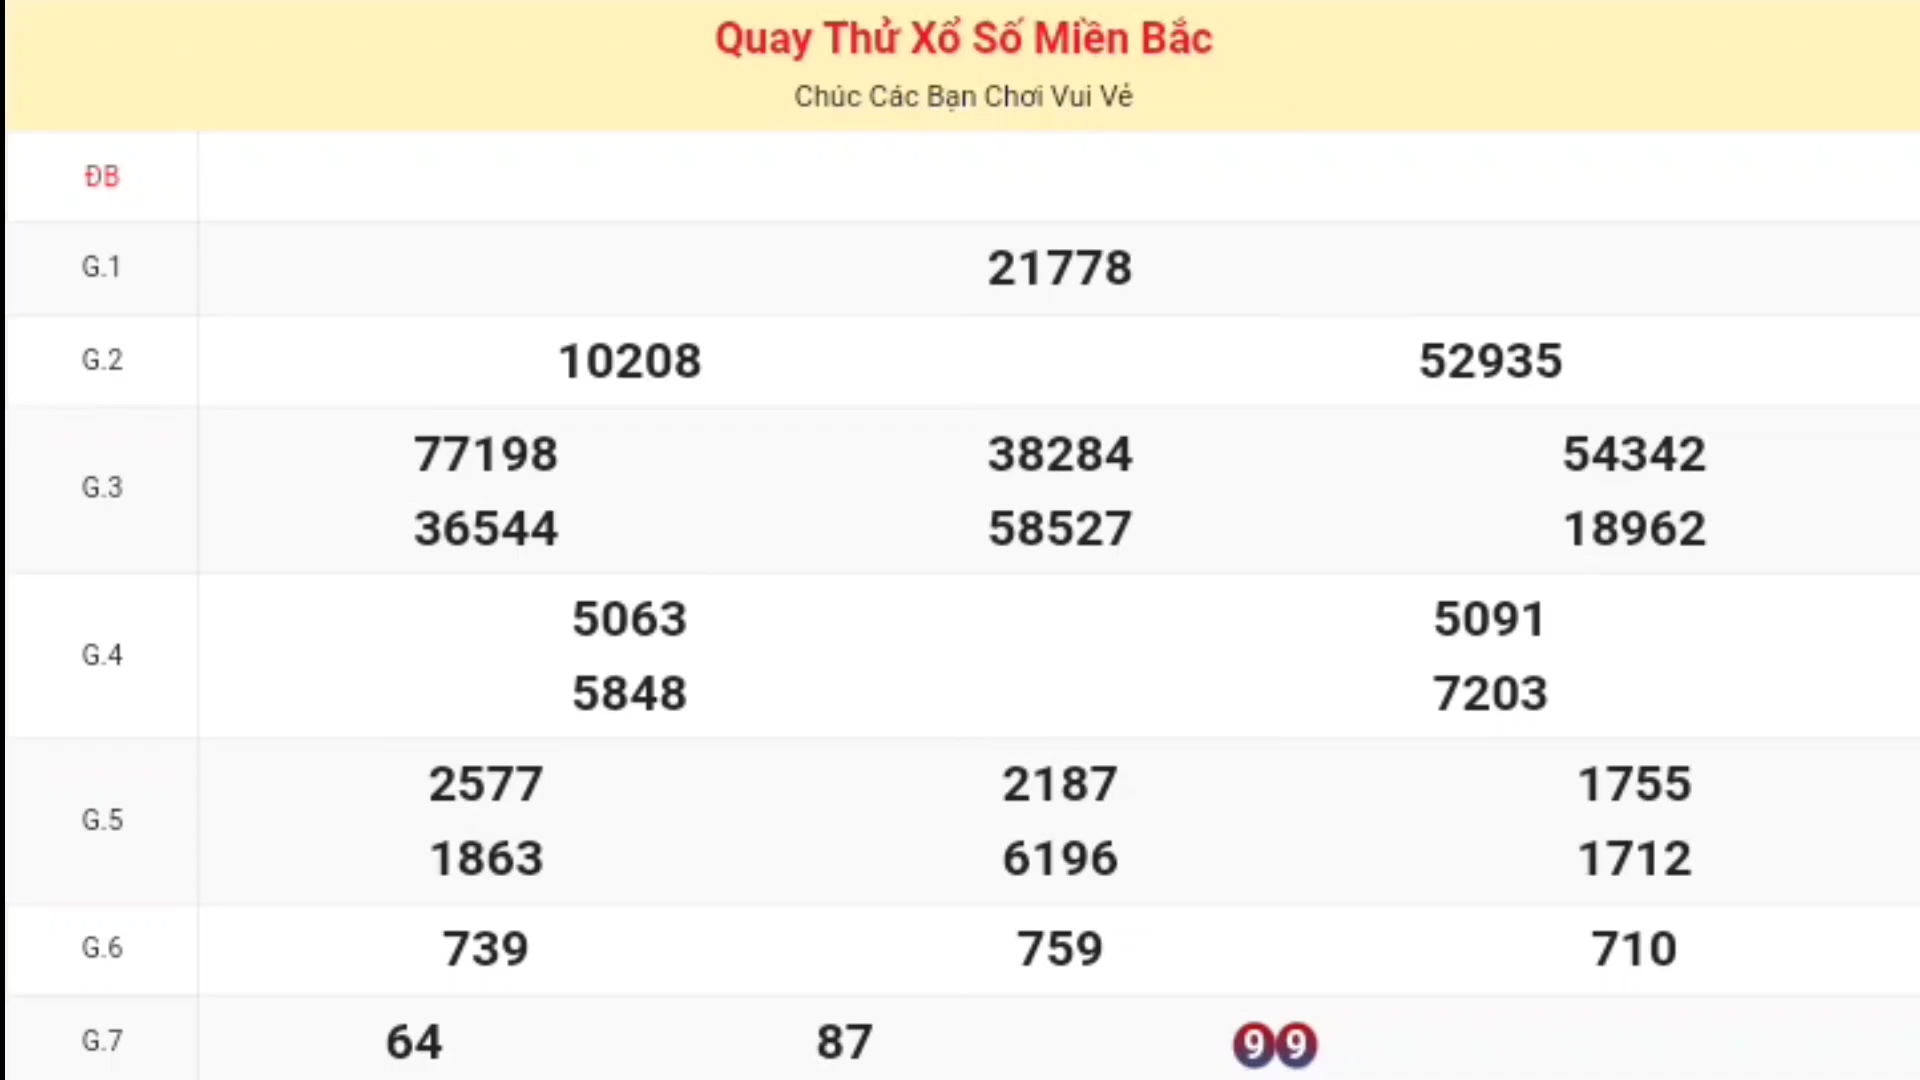 Quay Thử Xổ Số Miền Bắc
Chúc Các Bạn Chơi Vui Vẻ
ĐB
G.1 21778
G.2 10208 52935
G.3 77198 38284 54342
36544 58527 18962
G.4 5063 5091
5848 7203
G.5 2577 2187 1755
1863 6196 1712
G.6 739 759 710
G.7 64 87 99